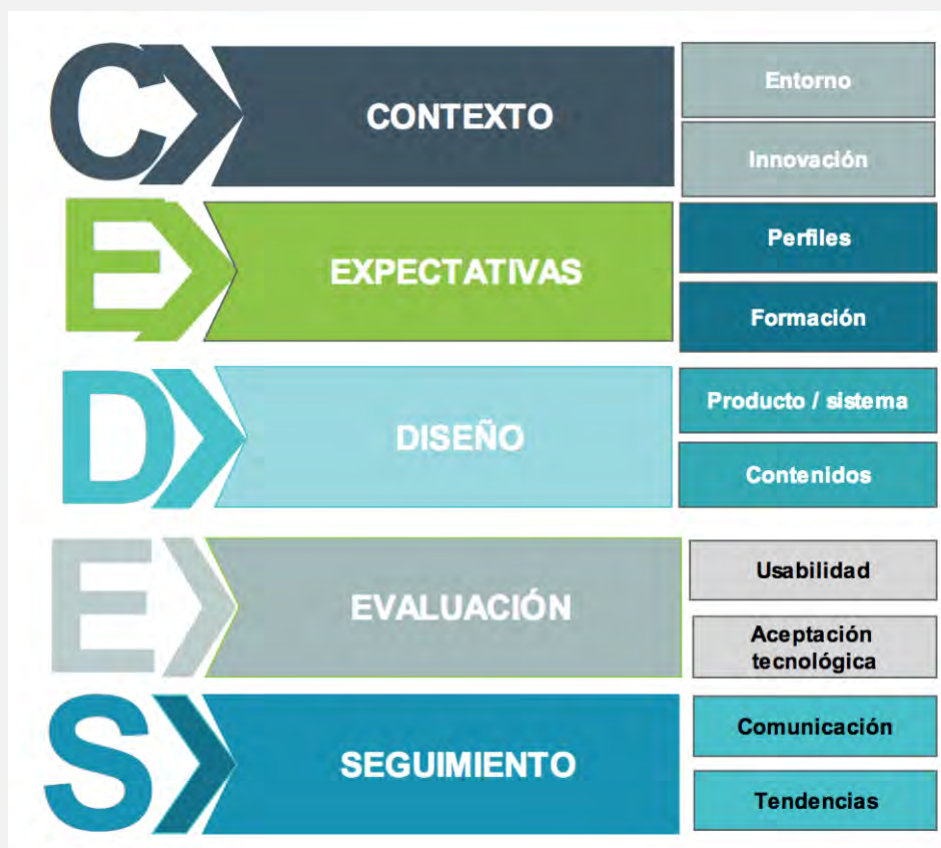 C
CONTEXTO
Entorno
Innovación
E
EXPECTATIVAS
Perfiles
Formación
D
DISEÑO
Producto / sistema
Contenidos
E
EVALUACIÓN
Usabilidad
Aceptación
tecnológica
S
SEGUIMIENTO
Comunicación
Tendencias